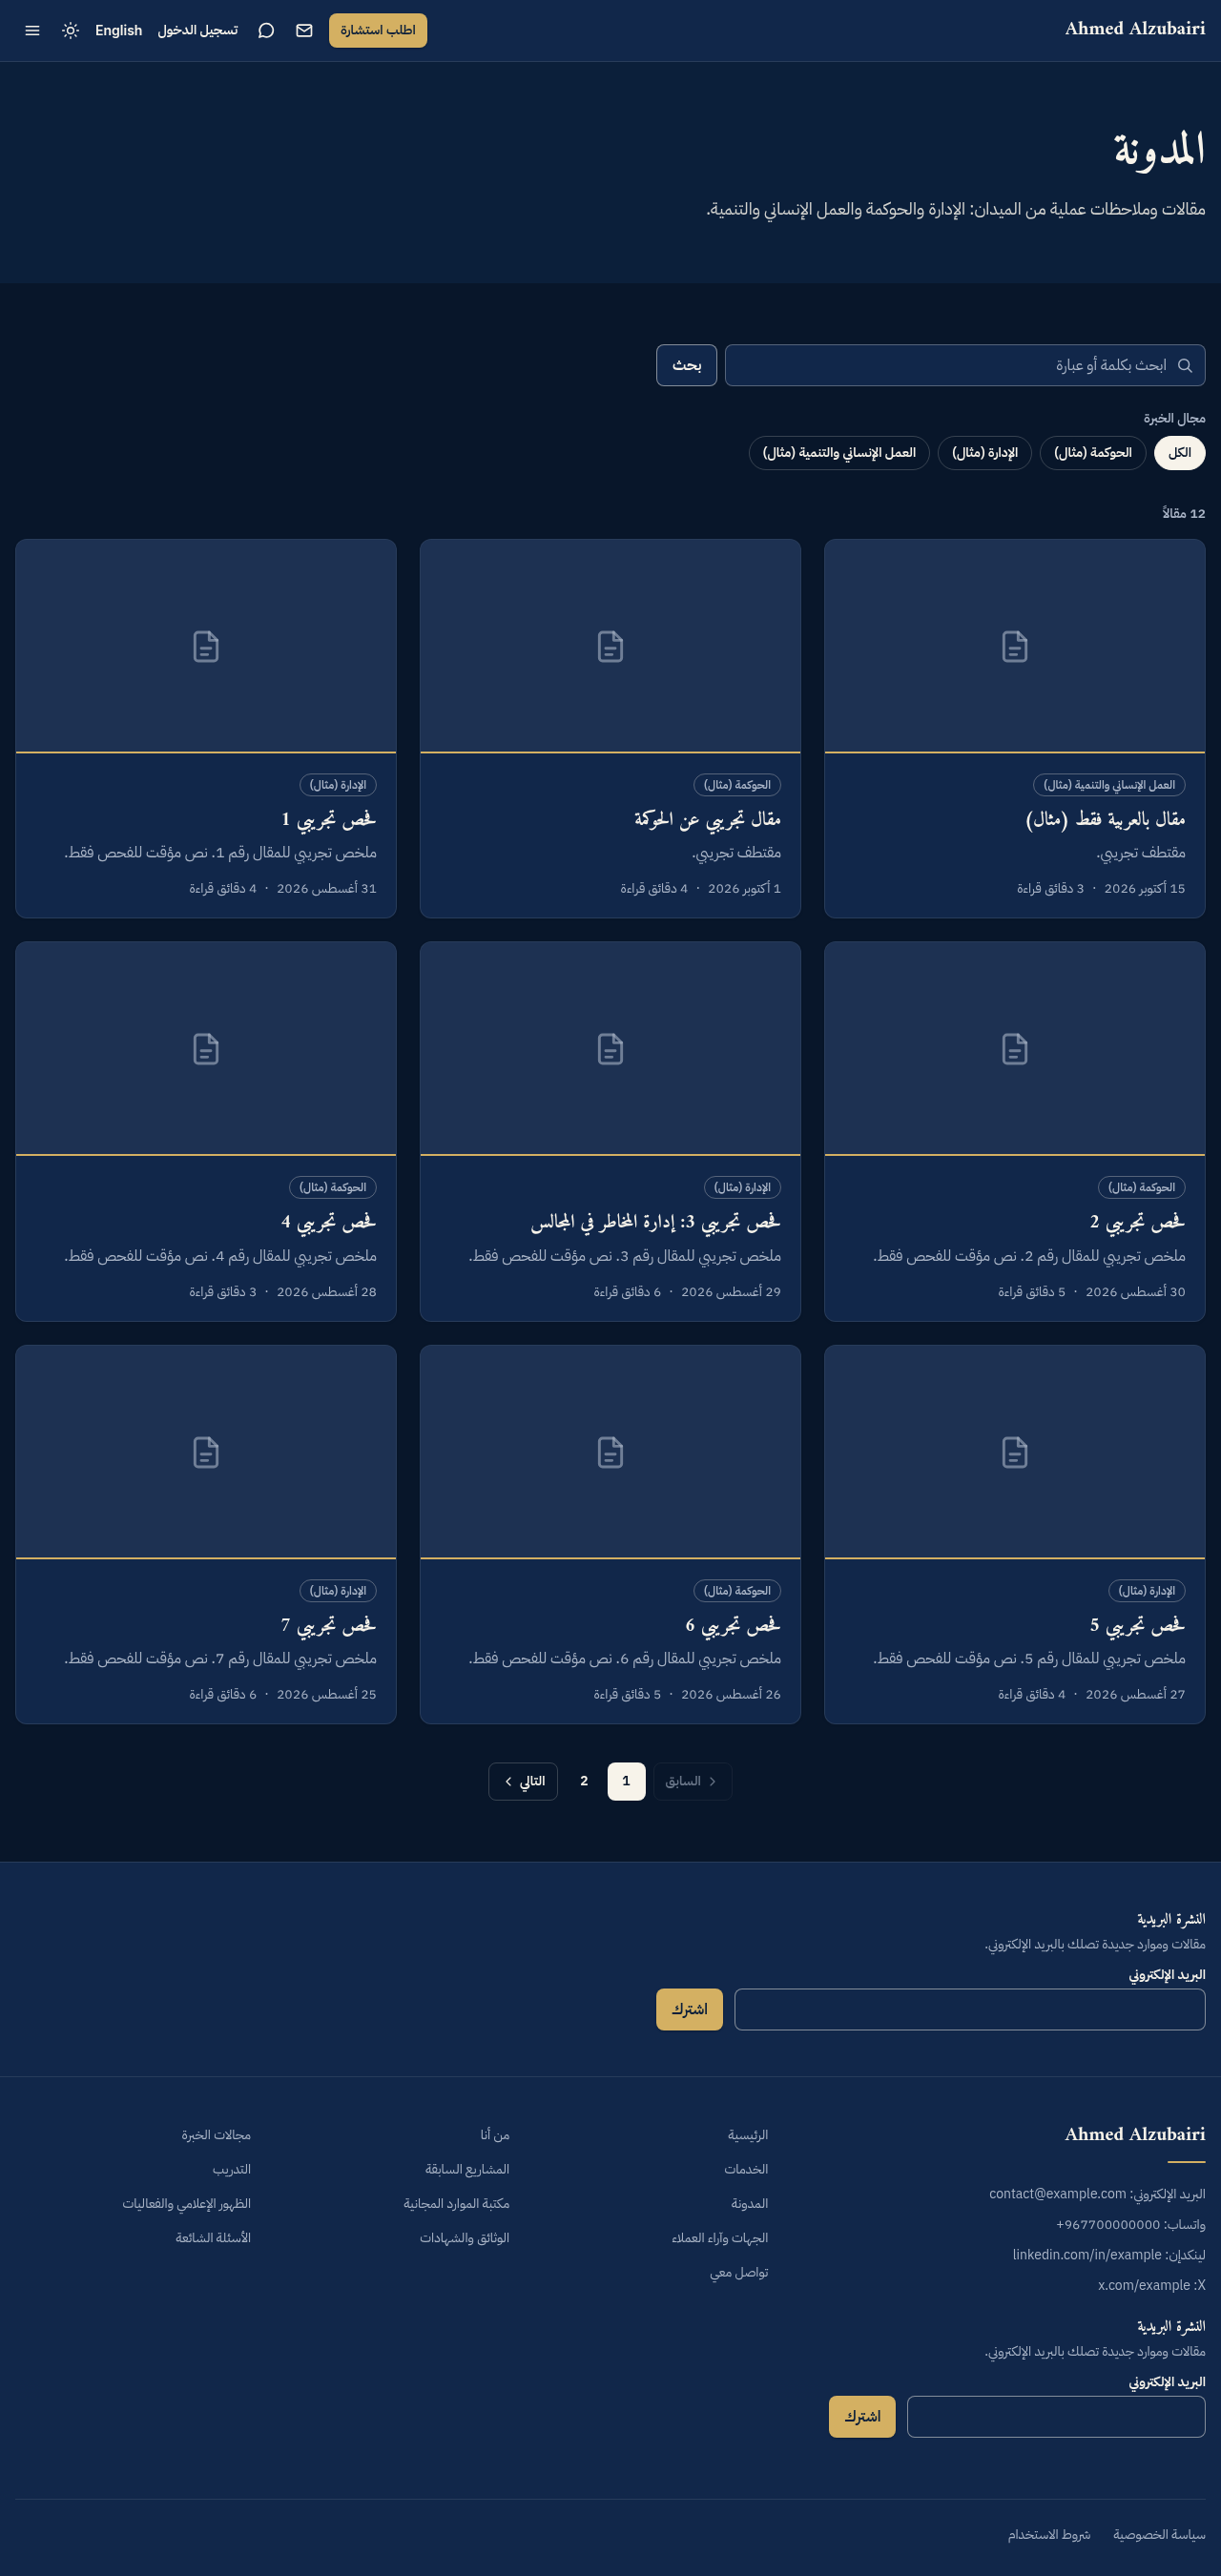 Ahmed Alzubairi
اطلب استشارة
تسجيل الدخول
English
المدونة
مقالات وملاحظات عملية من الميدان: الإدارة والحوكمة والعمل الإنساني والتنمية.
ابحث بكلمة أو عبارة
بحث
مجال الخبرة
الكل
الحوكمة (مثال)
الإدارة (مثال)
العمل الإنساني والتنمية (مثال)
12 مقالاً
العمل الإنساني والتنمية (مثال)
مقال بالعربية فقط (مثال)
مقتطف تجريبي.
15 أكتوبر 2026 · 3 دقائق قراءة
الحوكمة (مثال)
مقال تجريبي عن الحوكمة
مقتطف تجريبي.
1 أكتوبر 2026 · 4 دقائق قراءة
الإدارة (مثال)
فحص تجريبي 1
ملخص تجريبي للمقال رقم 1. نص مؤقت للفحص فقط.
31 أغسطس 2026 · 4 دقائق قراءة
الحوكمة (مثال)
فحص تجريبي 2
ملخص تجريبي للمقال رقم 2. نص مؤقت للفحص فقط.
30 أغسطس 2026 · 5 دقائق قراءة
الإدارة (مثال)
فحص تجريبي 3: إدارة المخاطر في المجالس
ملخص تجريبي للمقال رقم 3. نص مؤقت للفحص فقط.
29 أغسطس 2026 · 6 دقائق قراءة
الحوكمة (مثال)
فحص تجريبي 4
ملخص تجريبي للمقال رقم 4. نص مؤقت للفحص فقط.
28 أغسطس 2026 · 3 دقائق قراءة
الإدارة (مثال)
فحص تجريبي 5
ملخص تجريبي للمقال رقم 5. نص مؤقت للفحص فقط.
27 أغسطس 2026 · 4 دقائق قراءة
الحوكمة (مثال)
فحص تجريبي 6
ملخص تجريبي للمقال رقم 6. نص مؤقت للفحص فقط.
26 أغسطس 2026 · 5 دقائق قراءة
الإدارة (مثال)
فحص تجريبي 7
ملخص تجريبي للمقال رقم 7. نص مؤقت للفحص فقط.
25 أغسطس 2026 · 6 دقائق قراءة
السابق
1
2
التالي
النشرة البريدية
مقالات وموارد جديدة تصلك بالبريد الإلكتروني.
البريد الإلكتروني
اشترك
Ahmed Alzubairi
البريد الإلكتروني: contact@example.com
واتساب: 967700000000+
لينكدإن: linkedin.com/in/example
X: x.com/example
النشرة البريدية
مقالات وموارد جديدة تصلك بالبريد الإلكتروني.
البريد الإلكتروني
اشترك
الرئيسية
الخدمات
المدونة
الجهات وآراء العملاء
تواصل معي
من أنا
المشاريع السابقة
مكتبة الموارد المجانية
الوثائق والشهادات
مجالات الخبرة
التدريب
الظهور الإعلامي والفعاليات
الأسئلة الشائعة
سياسة الخصوصية
شروط الاستخدام